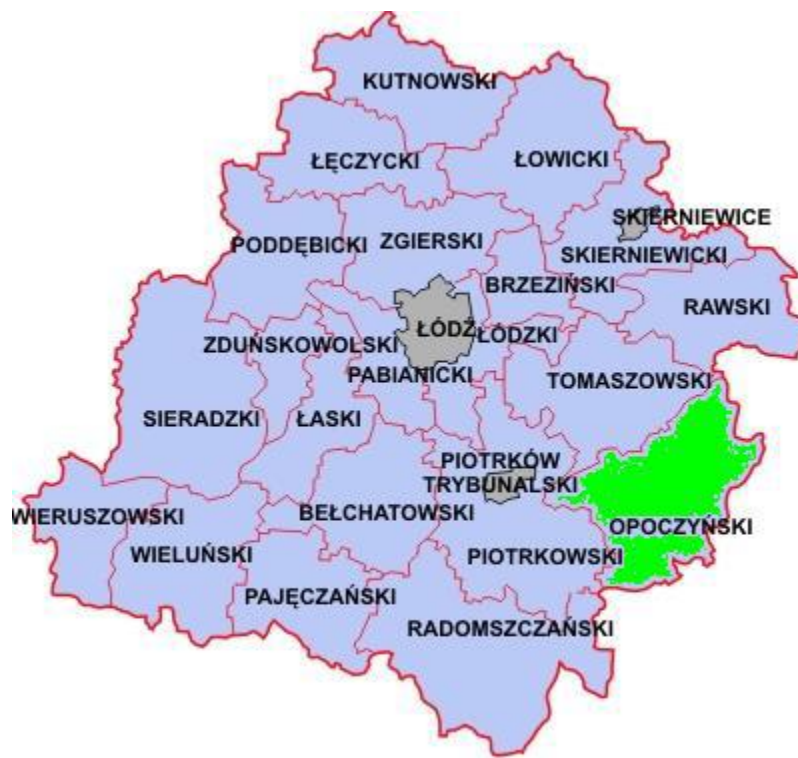 KUTNOWSKI
ŁĘCZYCKI
ŁOWICKI
SKIERNIEWICE
PODDĘBICKI
ZGIERSKI
SKIERNIEWICKI
BRZEZIŃSKI
RAWSKI
ŁÓDŹ
ŁÓDZKI
ZDUŃSKOWOLSKI
PABIANICKI
TOMASZOWSKI
SIERADZKI
ŁASKI
PIOTRKÓW
TRYBUNALSKI
WIERUSZOWSKI
BEŁCHATOWSKI
OPOCZYŃSKI
WIELUŃSKI
PIOTRKOWSKI
PAJĘCZAŃSKI
RADOMSZCZAŃSKI